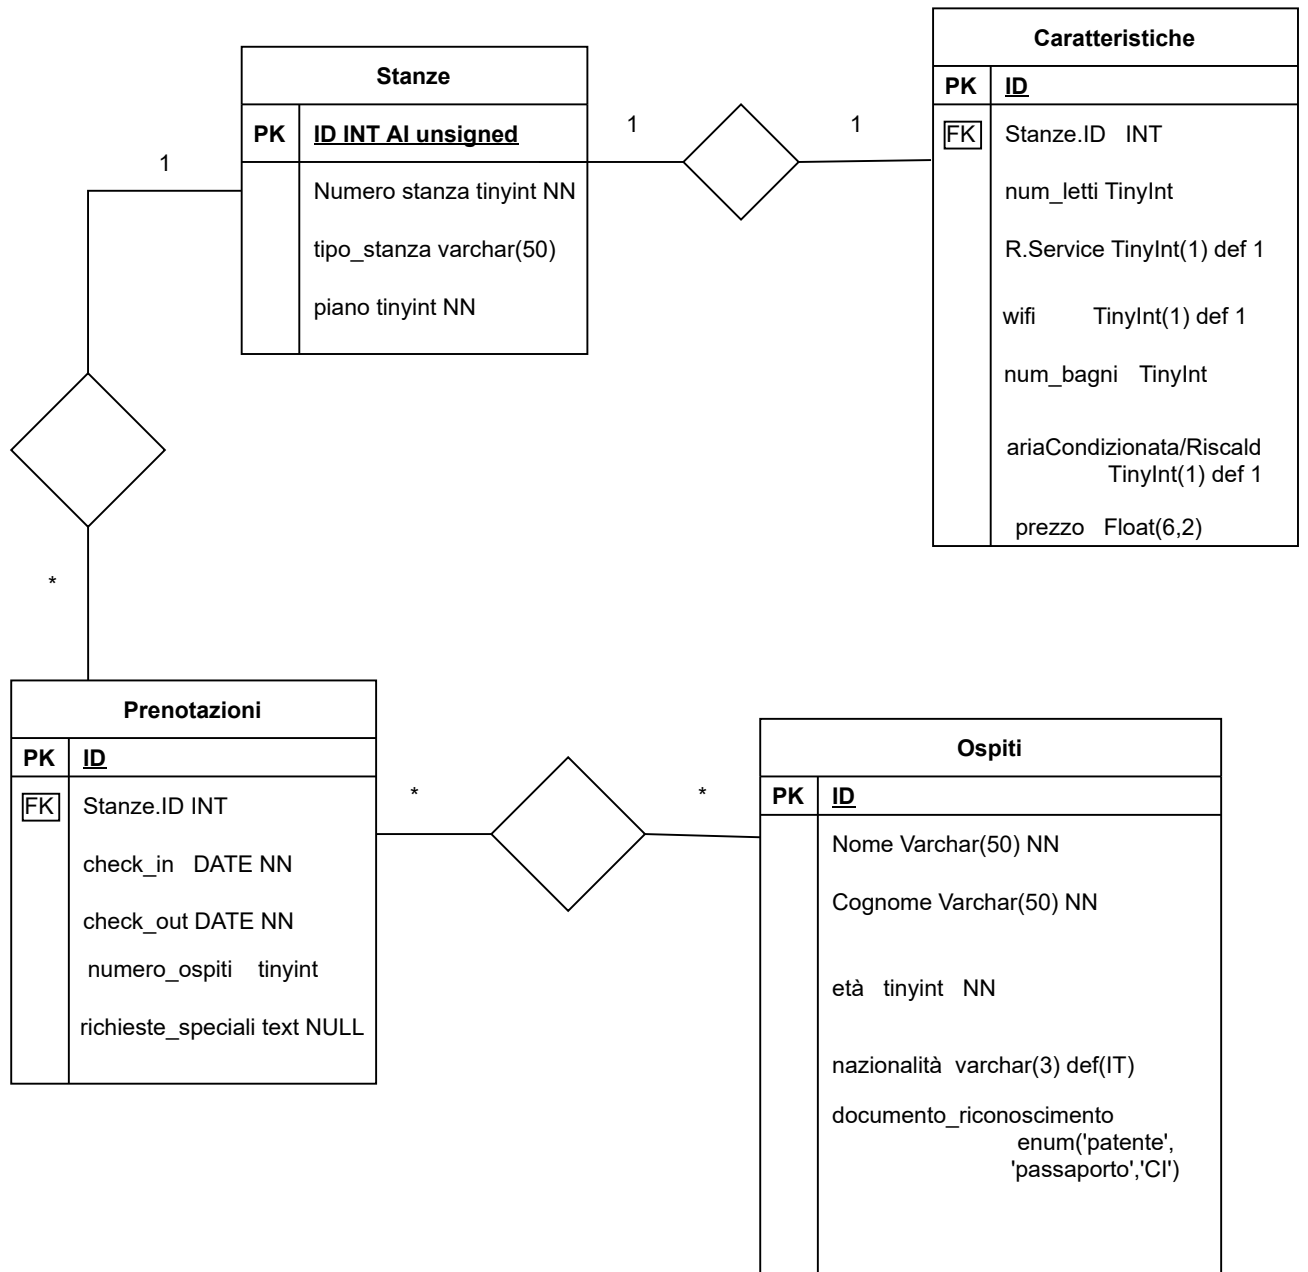 Caratteristiche
PK ID
FK Stanze.ID INT
num_letti TinyInt
R.Service TinyInt(1) def 1
wifi TinyInt(1) def 1
num_bagni TinyInt
ariaCondizionata/Riscald
TinyInt(1) def 1
prezzo Float(6,2)
Stanze
PK ID INT AI unsigned
Numero stanza tinyint NN
tipo_stanza varchar(50)
piano tinyint NN
1
1
1
*
Prenotazioni
PK ID
FK Stanze.ID INT
check_in DATE NN
check_out DATE NN
numero_ospiti tinyint
richieste_speciali text NULL
*
*
Ospiti
PK ID
Nome Varchar(50) NN
Cognome Varchar(50) NN
età tinyint NN
nazionalità varchar(3) def(IT)
documento_riconoscimento
enum('patente',
'passaporto','CI')